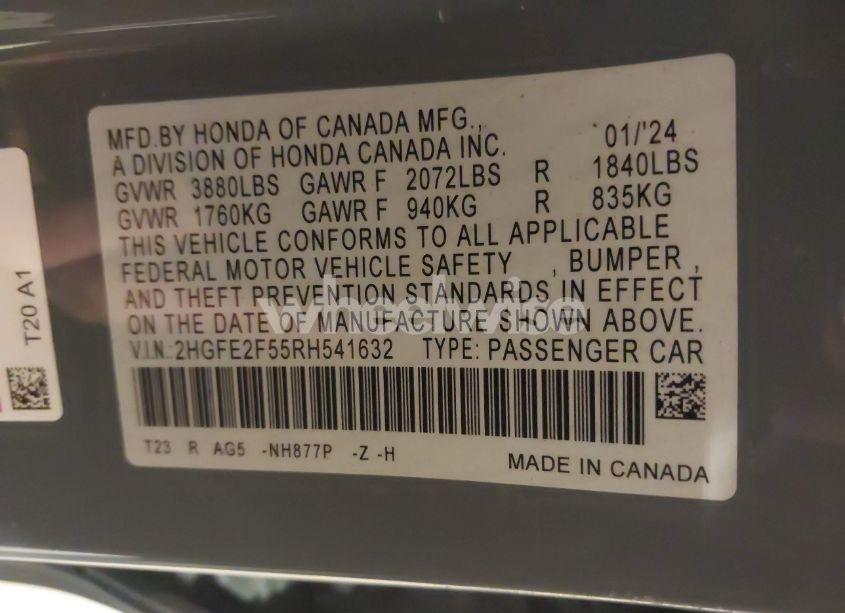 MFD.BY HONDA OF CANADA MFG., 01/'24
A DIVISION OF HONDA CANADA INC.
GVWR 3880LBS GAWR F 2072LBS R 1840LBS
GVWR 1760KG GAWR F 940KG R 835KG
THIS VEHICLE CONFORMS TO ALL APPLICABLE
FEDERAL MOTOR VEHICLE SAFETY , BUMPER ,
AND THEFT PREVENTION STANDARDS IN EFFECT
ON THE DATE OF MANUFACTURE SHOWN ABOVE.
V.I.N.:2HGFE2F55RH541632 TYPE: PASSENGER CAR
T23 R AG5 -NH877P -Z -H
MADE IN CANADA
T20 A1